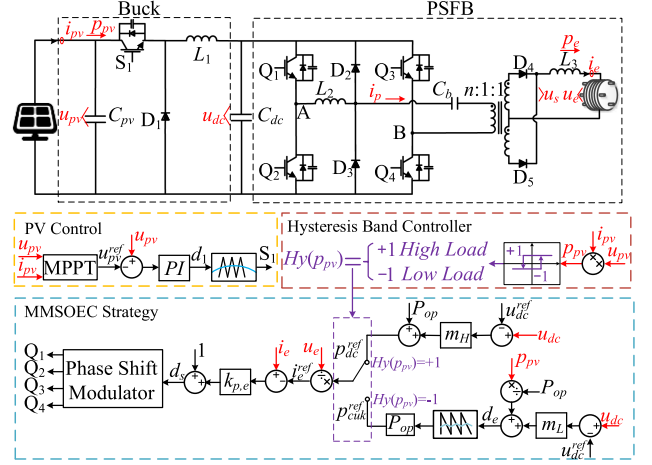 Buck
PSFB
i_pv
p_pv
S_1
L_1
u_pv
C_pv
D_1
u_dc
C_dc
Q_1
D_2
Q_3
L_2
A
i_p
C_b
n:1:1
B
Q_2
D_3
Q_4
D_4
D_5
p_e
L_3
i_e
u_s
u_e
PV Control
u_pv
i_pv
MPPT
u_pv^ref
u_pv
PI
d_1
S_1
Hysteresis Band Controller
Hy(p_pv)
+1 High Load
−1 Low Load
+1
−1
p_pv
i_pv
u_pv
MMSOEC Strategy
Q_1
Q_2
Q_3
Q_4
Phase Shift
Modulator
d_s
1
k_p,e
i_e
i_e^ref
u_e
p_dc^ref
Hy(p_pv)=+1
Hy(p_pv)=-1
p_cuk^ref
P_op
m_H
u_dc^ref
u_dc
P_op
d_e
p_pv
P_op
m_L
u_dc
u_dc^ref